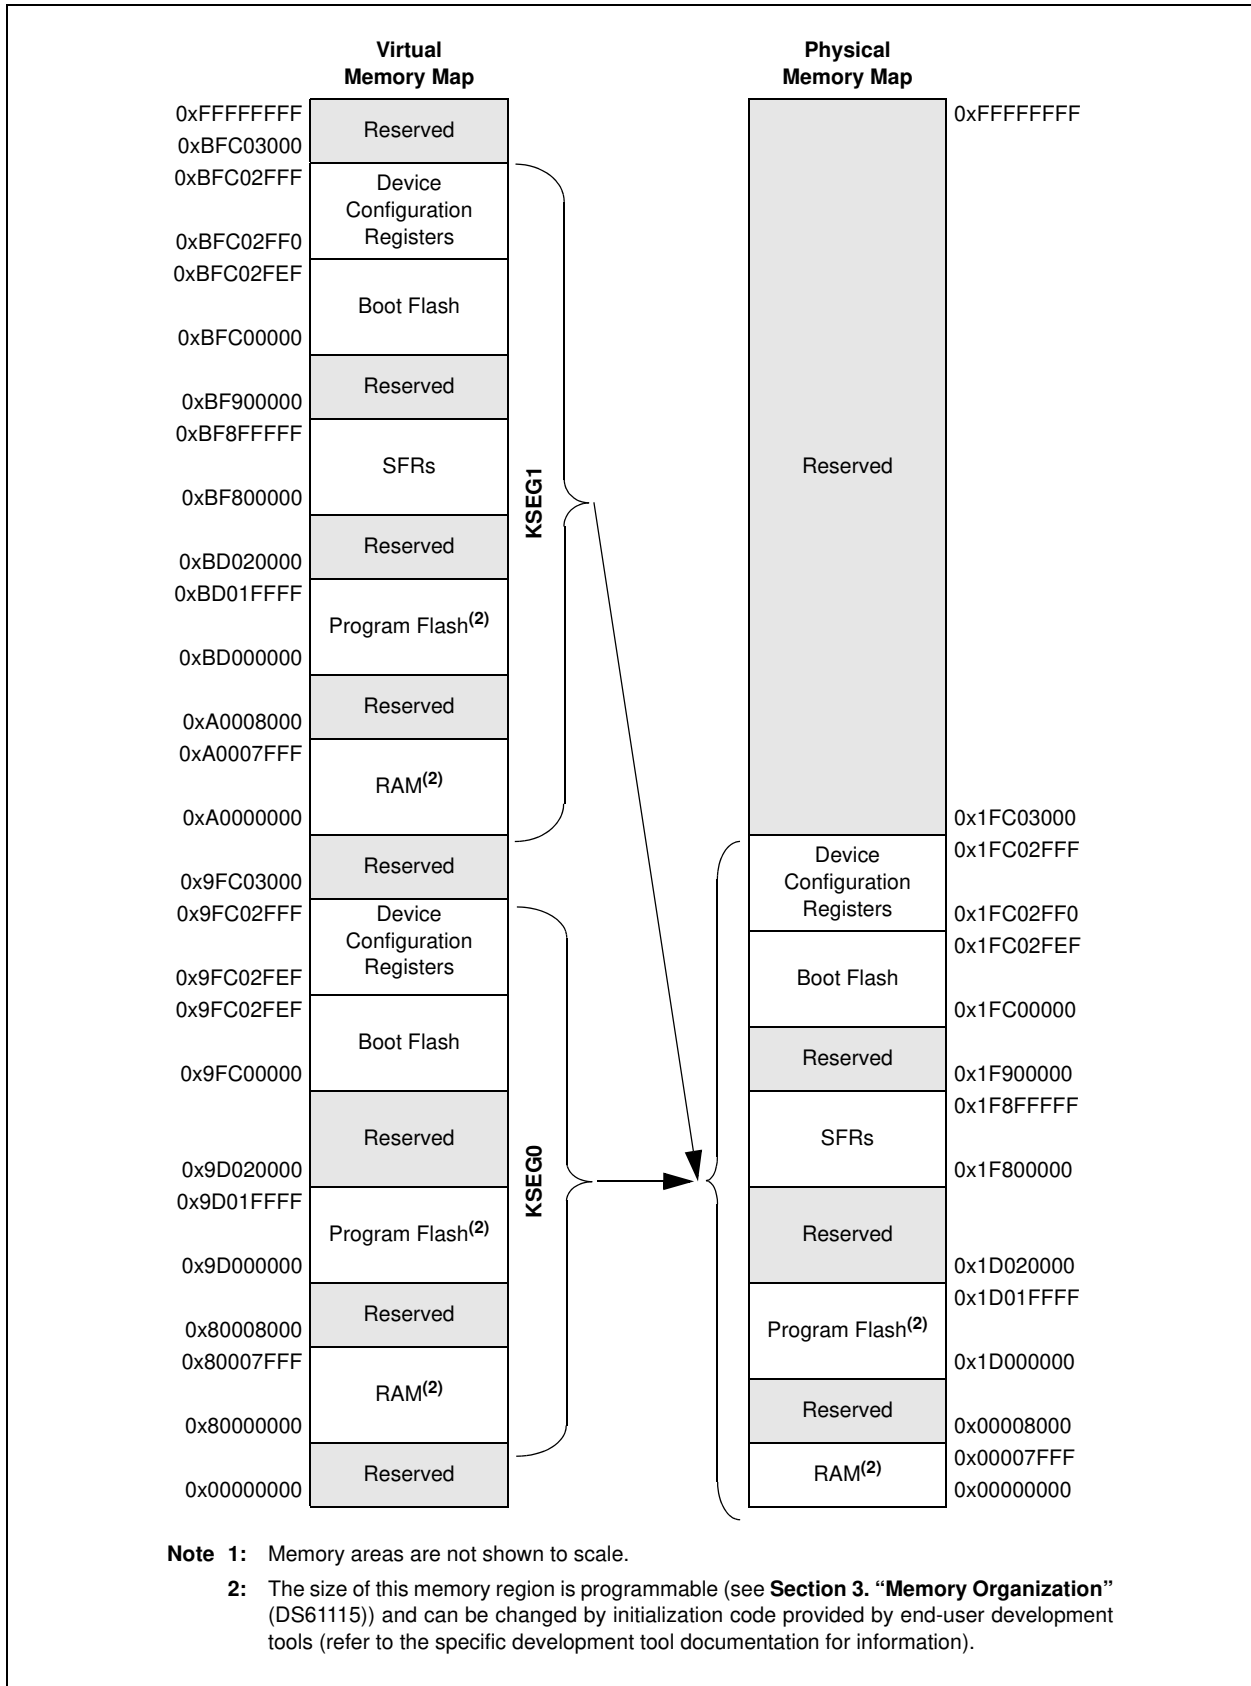 Virtual
Memory Map
0xFFFFFFFF
Reserved
0xBFC03000
0xBFC02FFF
Device
Configuration
Registers
0xBFC02FF0
0xBFC02FEF
Boot Flash
0xBFC00000
Reserved
0xBF900000
0xBF8FFFFF
SFRs
0xBF800000
Reserved
0xBD020000
0xBD01FFFF
Program Flash(2)
0xBD000000
Reserved
0xA0008000
0xA0007FFF
RAM(2)
0xA0000000
Reserved
0x9FC03000
0x9FC02FFF
Device
Configuration
Registers
0x9FC02FEF
0x9FC02FEF
Boot Flash
0x9FC00000
Reserved
0x9D020000
0x9D01FFFF
Program Flash(2)
0x9D000000
Reserved
0x80008000
0x80007FFF
RAM(2)
0x80000000
Reserved
0x00000000
KSEG1
KSEG0
Physical
Memory Map
0xFFFFFFFF
Reserved
0x1FC03000
0x1FC02FFF
Device
Configuration
Registers
0x1FC02FF0
0x1FC02FEF
Boot Flash
0x1FC00000
Reserved
0x1F900000
0x1F8FFFFF
SFRs
0x1F800000
Reserved
0x1D020000
0x1D01FFFF
Program Flash(2)
0x1D000000
Reserved
0x00008000
0x00007FFF
RAM(2)
0x00000000
Note 1: Memory areas are not shown to scale.
2: The size of this memory region is programmable (see Section 3. “Memory Organization”
(DS61115)) and can be changed by initialization code provided by end-user development
tools (refer to the specific development tool documentation for information).